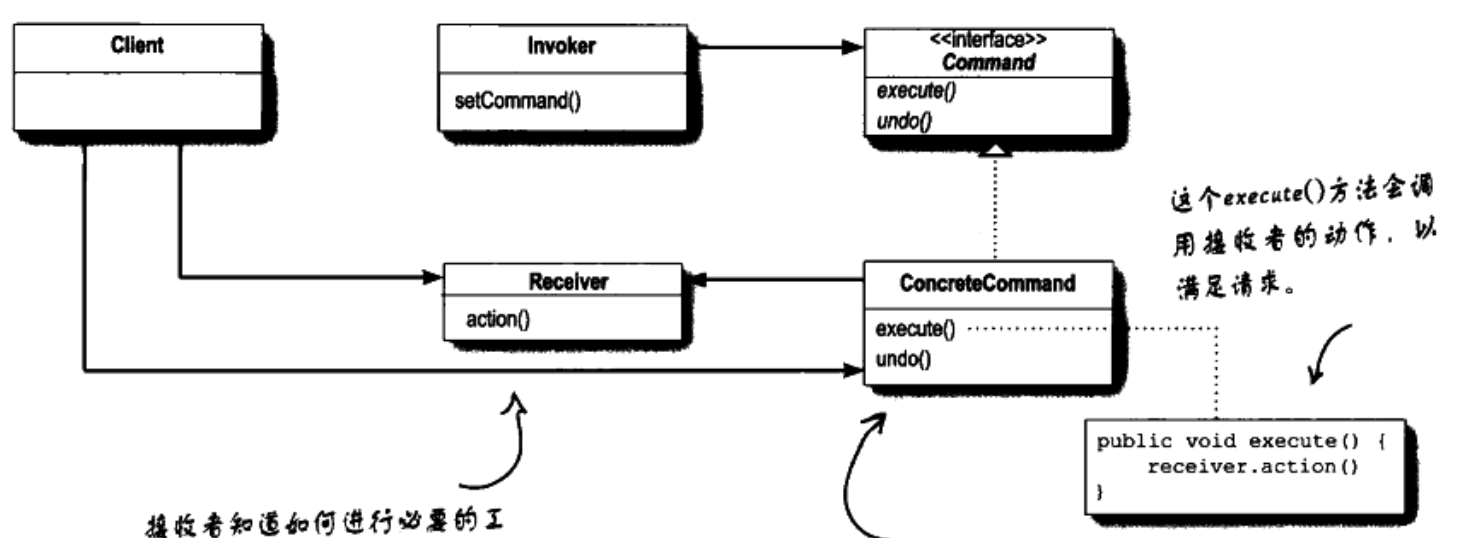 Client
Invoker
setCommand()
<<interface>>
Command
execute()
undo()
这个execute()方法会调
用接收者的动作，以
满足请求。
Receiver
action()
ConcreteCommand
execute()
undo()
public void execute() {
receiver.action()
}
接收者知道如何进行必要的工